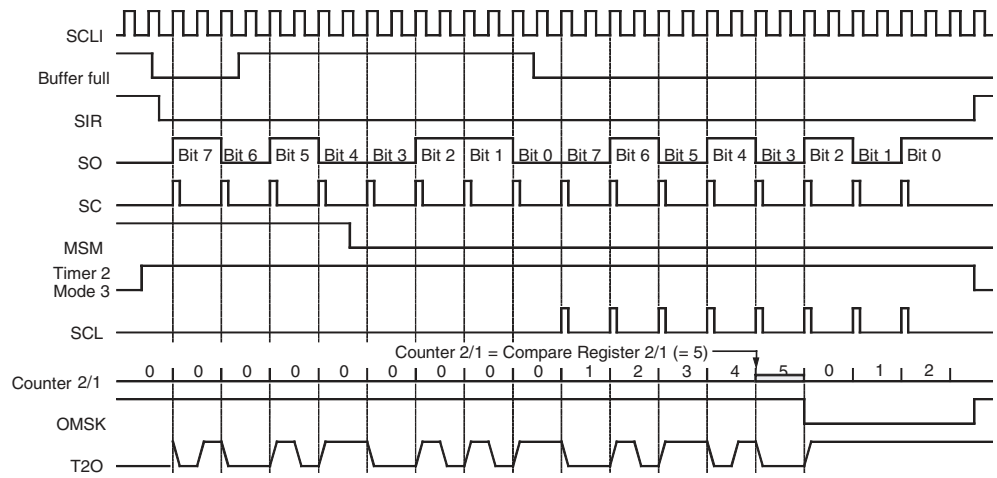 SCLI
Buffer full
SIR
SO Bit 7 Bit 6 Bit 5 Bit 4 Bit 3 Bit 2 Bit 1 Bit 0 Bit 7 Bit 6 Bit 5 Bit 4 Bit 3 Bit 2 Bit 1 Bit 0
SC
MSM
Timer 2
Mode 3
SCL
Counter 2/1 = Compare Register 2/1 (= 5)
Counter 2/1 0 0 0 0 0 0 0 0 0 1 2 3 4 5 0 1 2
OMSK
T2O